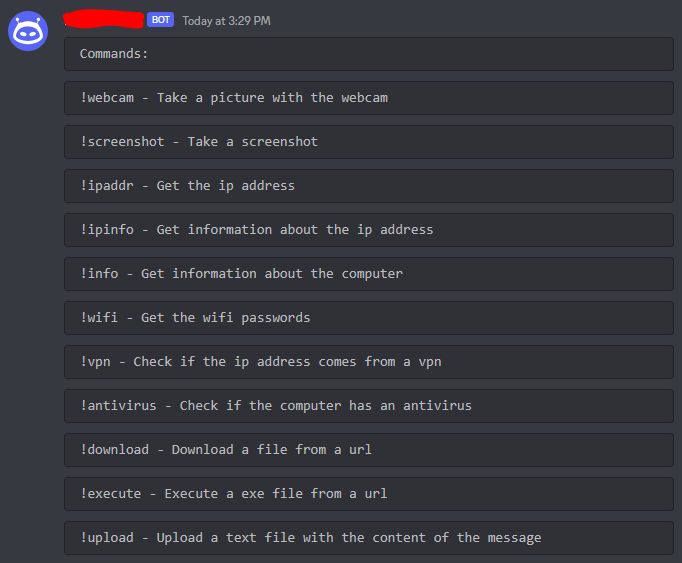 BOT Today at 3:29 PM
Commands:
!webcam - Take a picture with the webcam
!screenshot - Take a screenshot
!ipaddr - Get the ip address
!ipinfo - Get information about the ip address
!info - Get information about the computer
!wifi - Get the wifi passwords
!vpn - Check if the ip address comes from a vpn
!antivirus - Check if the computer has an antivirus
!download - Download a file from a url
!execute - Execute a exe file from a url
!upload - Upload a text file with the content of the message